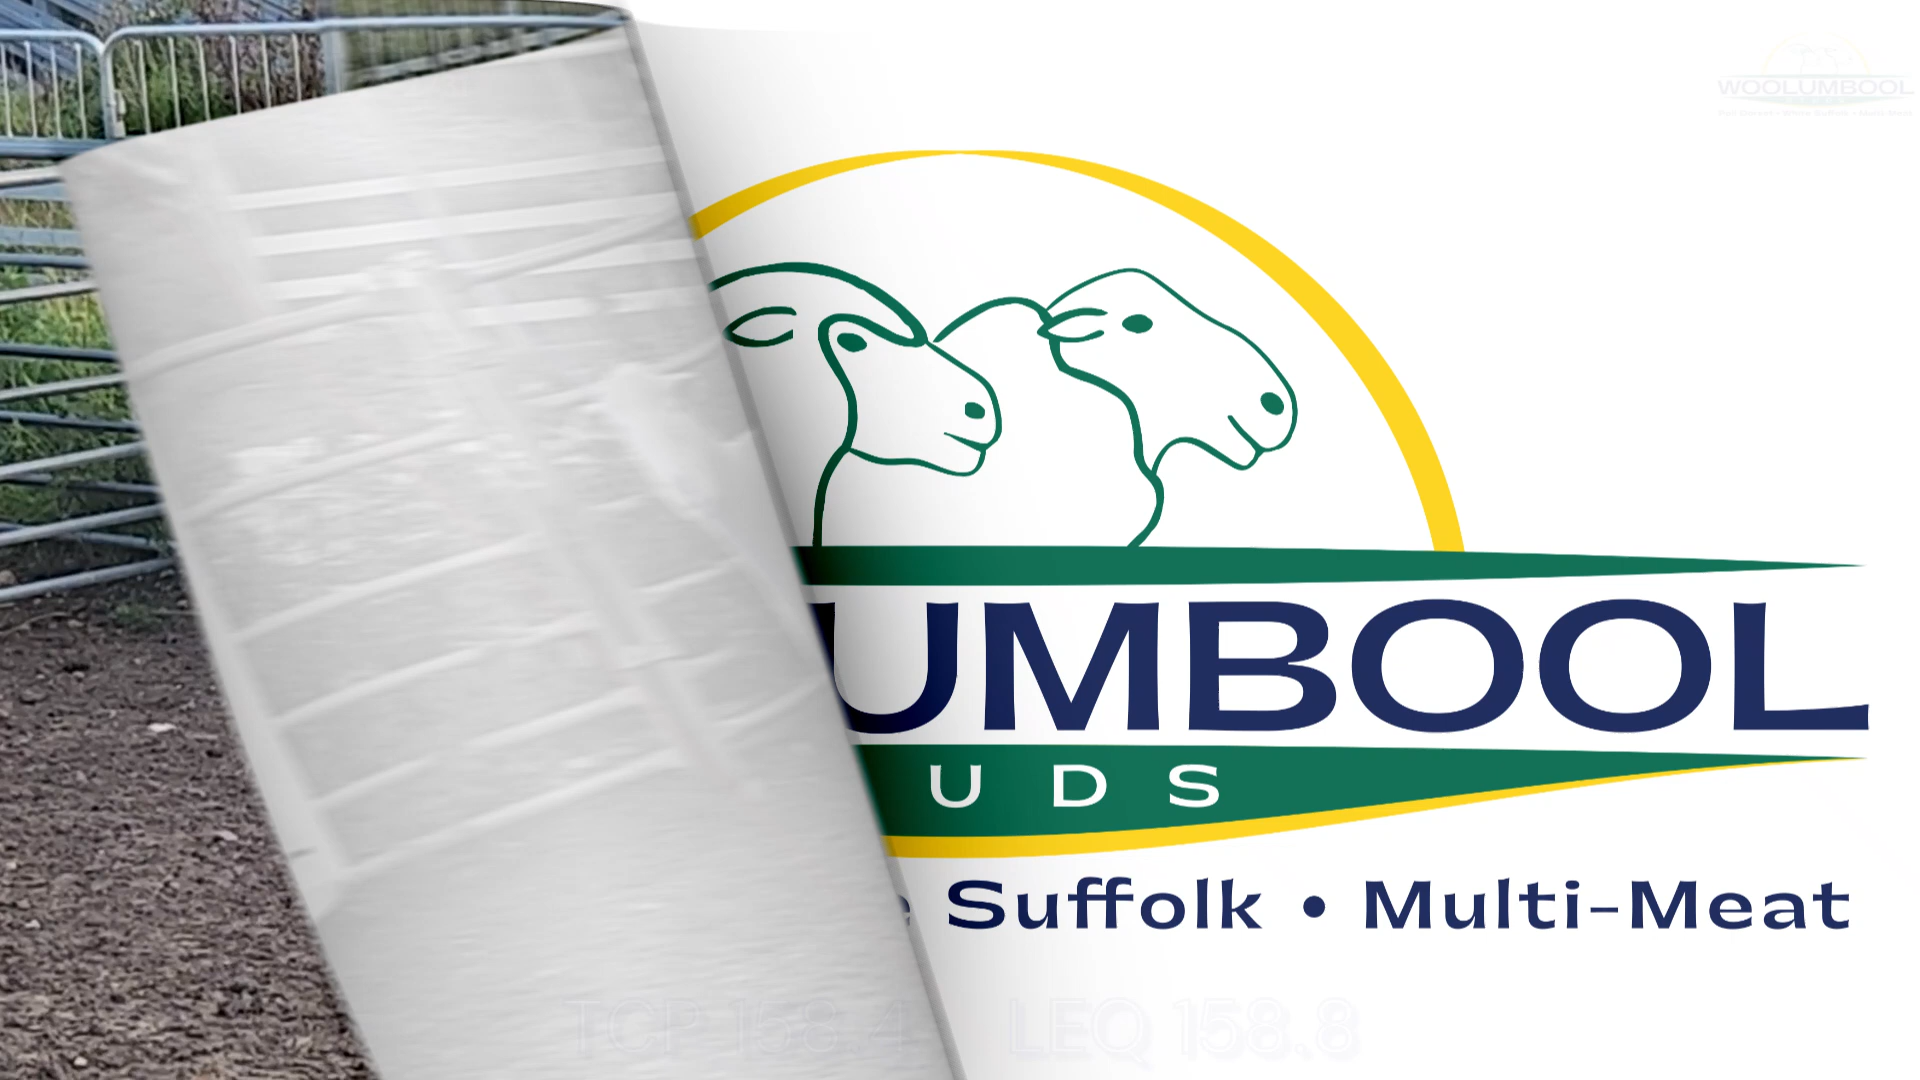 WOOLUMBOOL
UMBOOL
UDS
Suffolk • Multi-Meat
TCP 158.4 LEQ 158.8